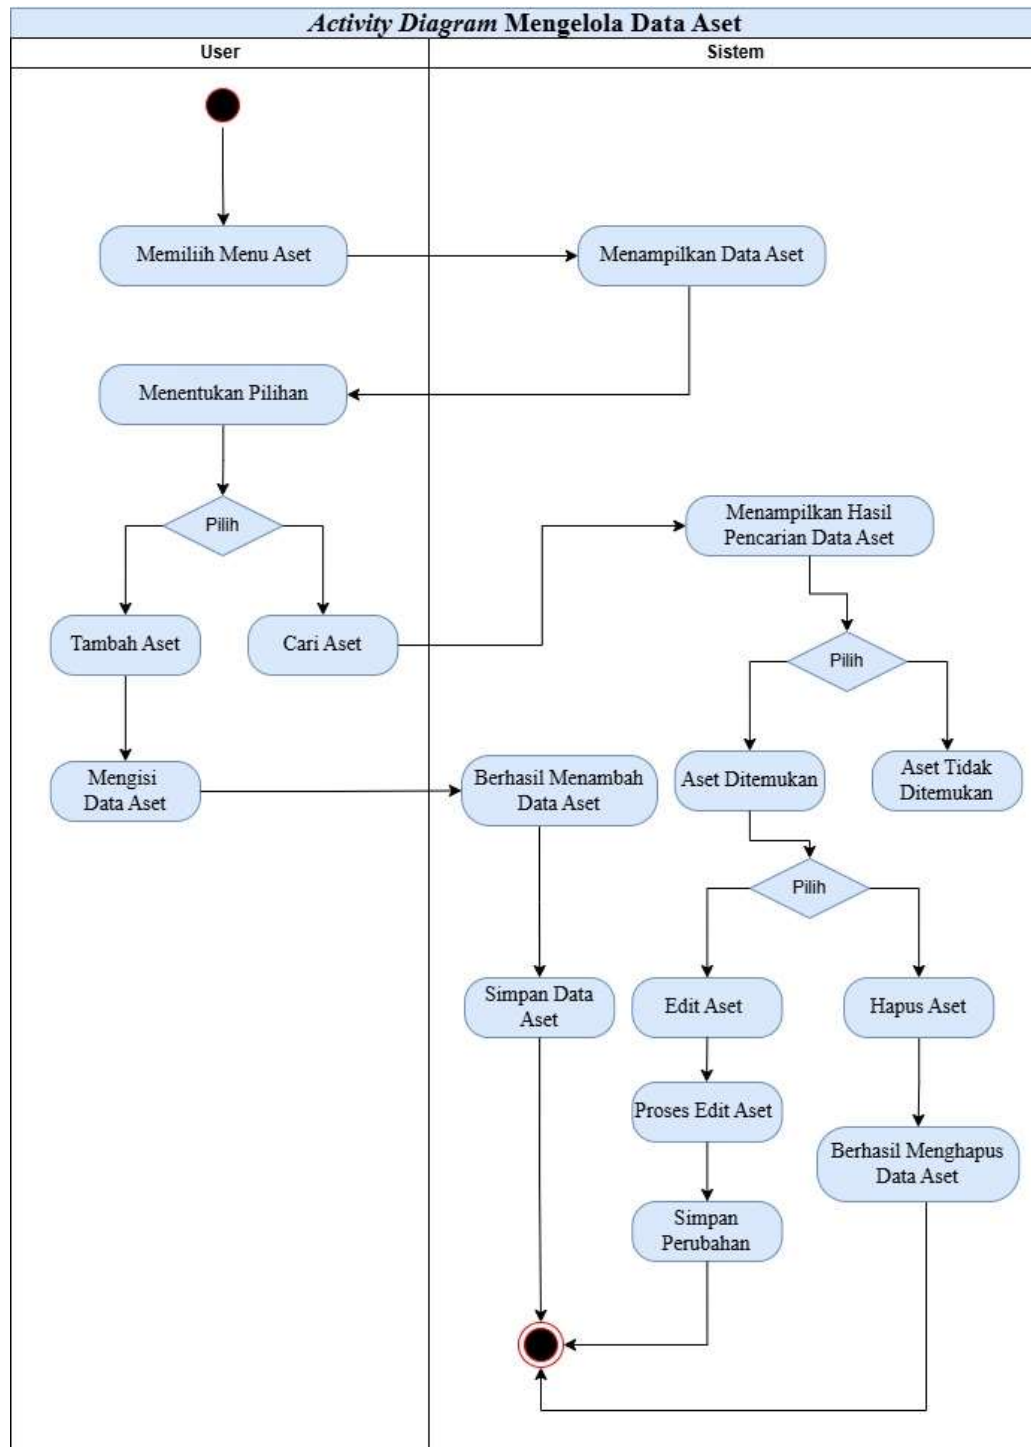 Activity Diagram Mengelola Data Aset
User
Sistem
Memiliih Menu Aset
Menampilkan Data Aset
Menentukan Pilihan
Pilih
Menampilkan Hasil
Pencarian Data Aset
Tambah Aset
Cari Aset
Pilih
Mengisi
Data Aset
Berhasil Menambah
Data Aset
Aset Ditemukan
Aset Tidak
Ditemukan
Pilih
Simpan Data
Aset
Edit Aset
Hapus Aset
Proses Edit Aset
Berhasil Menghapus
Data Aset
Simpan
Perubahan